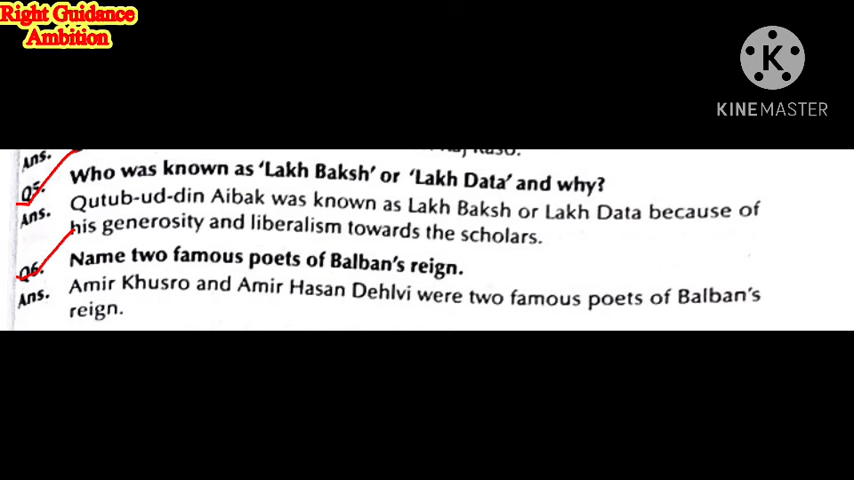 Right Guidance
Ambition
K
KINEMASTER
Ans.
Q5. Who was known as 'Lakh Baksh' or 'Lakh Data' and why?
Ans. Qutub-ud-din Aibak was known as Lakh Baksh or Lakh Data because of
his generosity and liberalism towards the scholars.
Q6. Name two famous poets of Balban's reign.
Ans. Amir Khusro and Amir Hasan Dehlvi were two famous poets of Balban's
reign.